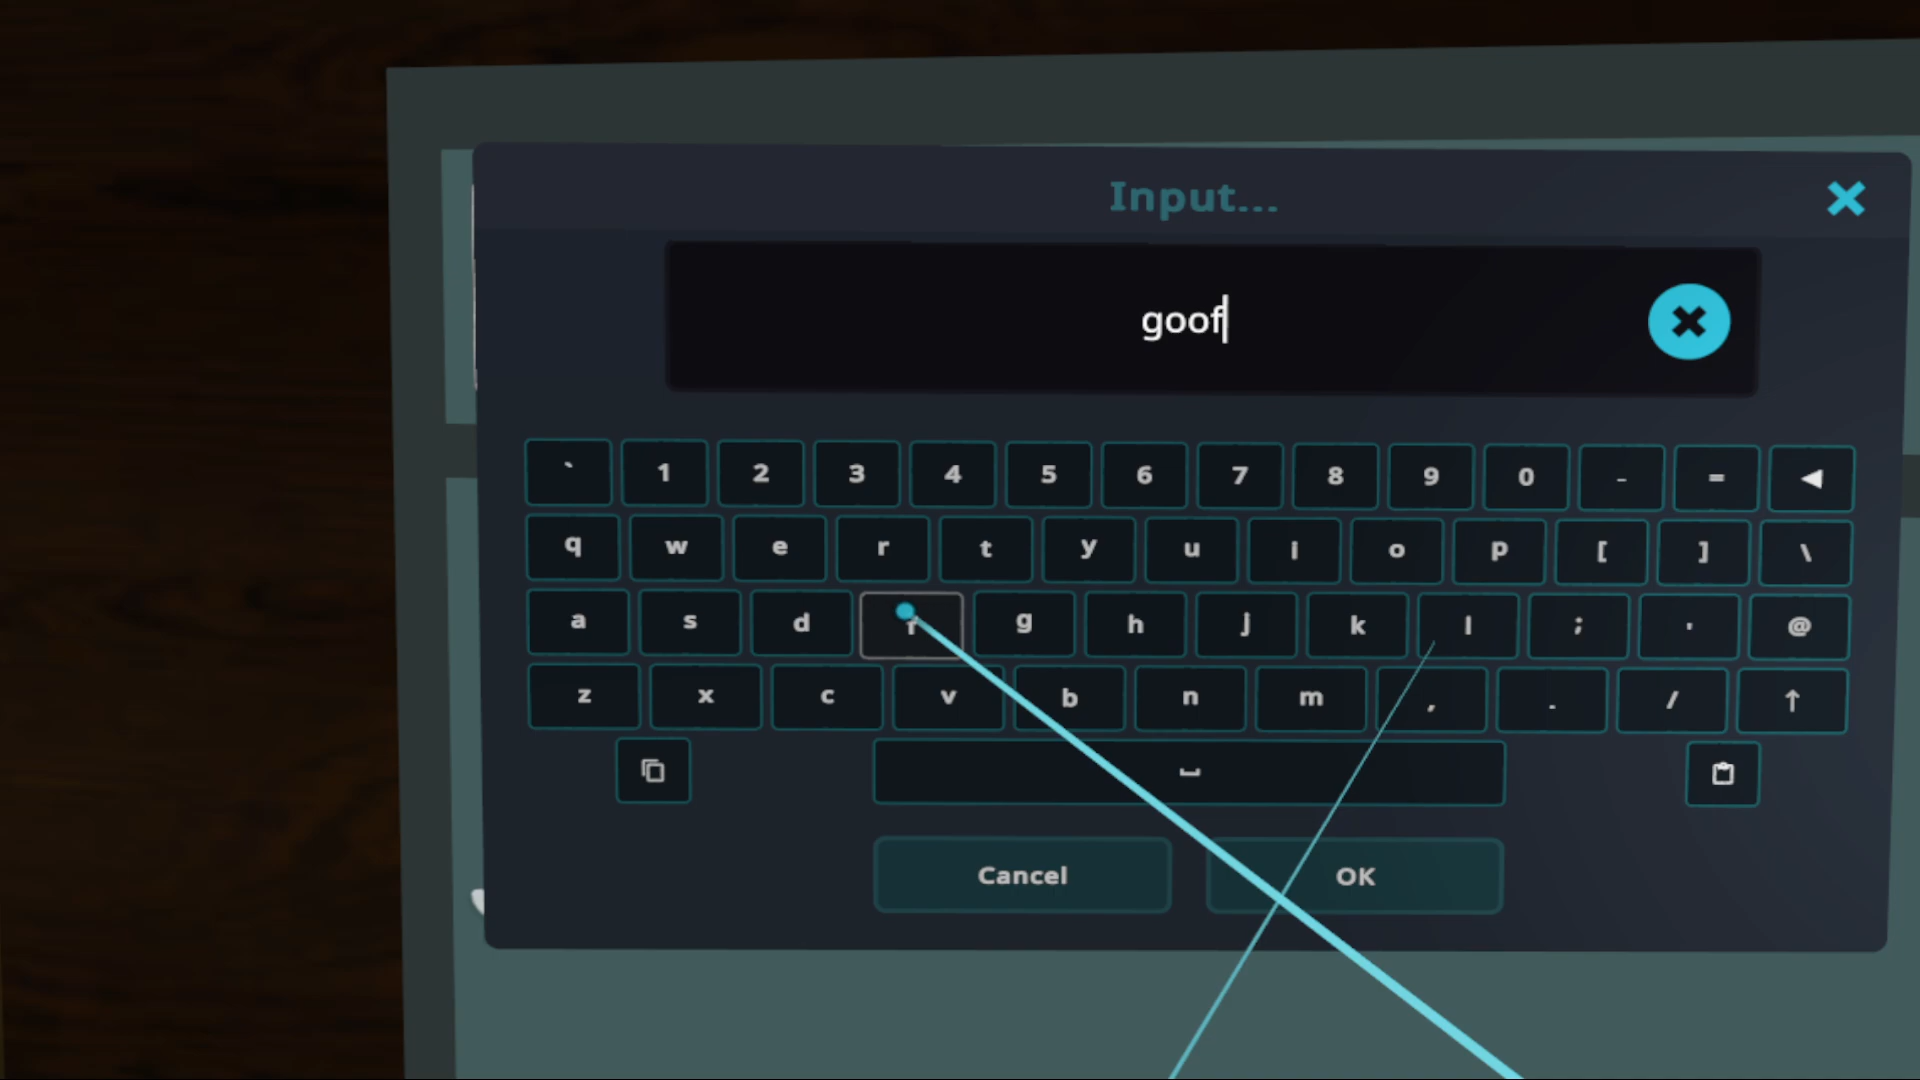 Input...
goof
` 1 2 3 4 5 6 7 8 9 0 - =
q w e r t y u i o p [ ] \
a s d f g h j k l ; ' @
z x c v b n m , . / ↑
Cancel OK